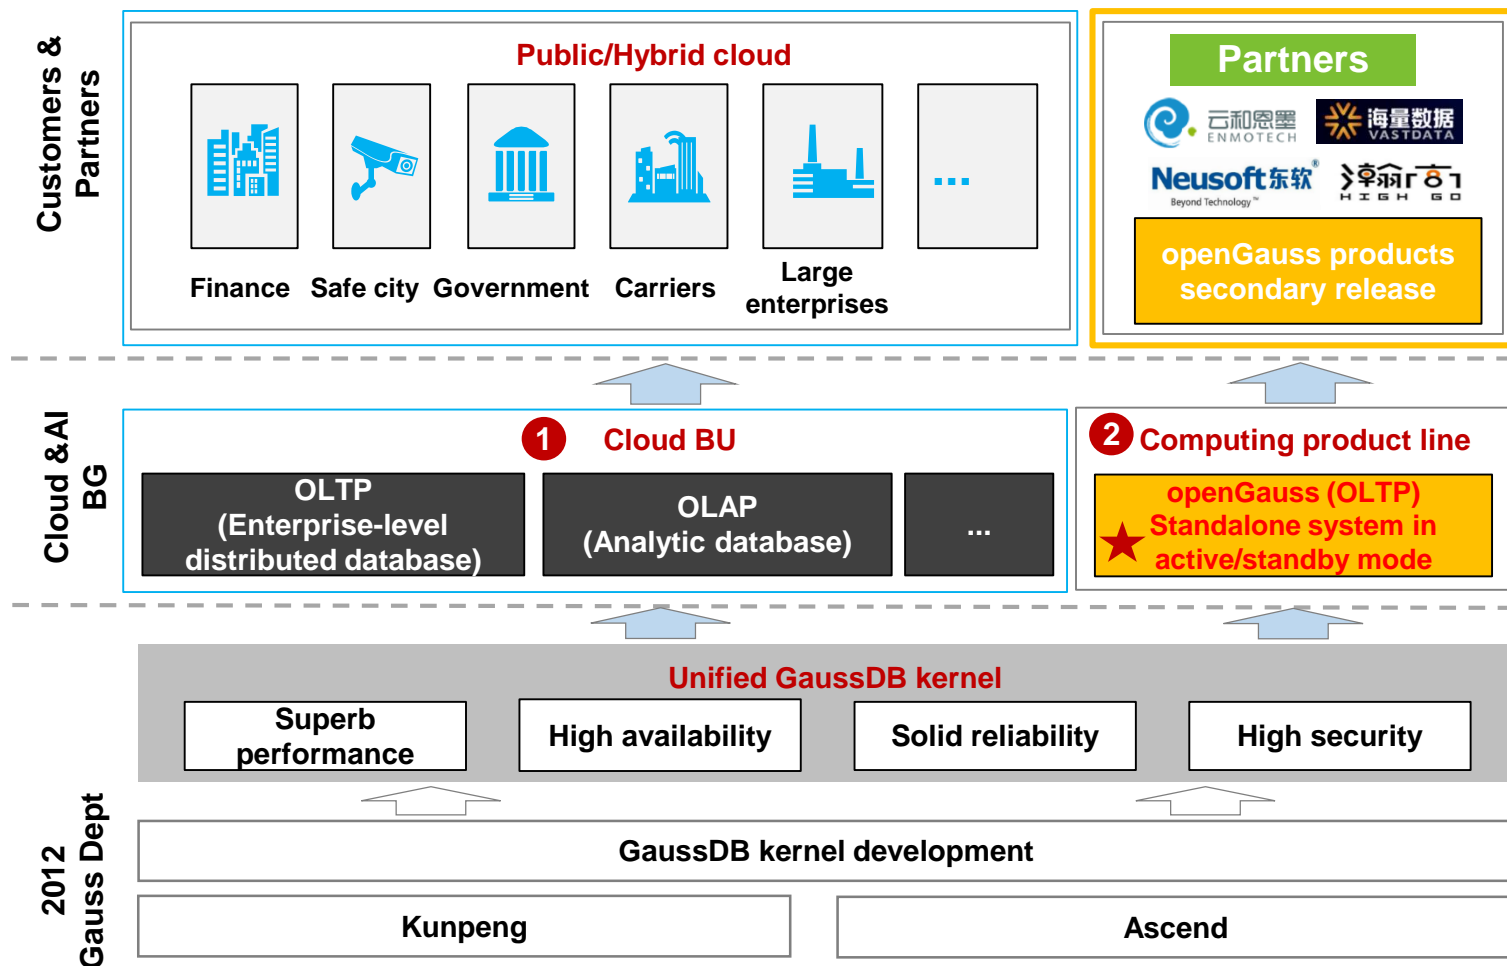 Customers &
Partners
Public/Hybrid cloud
Finance
Safe city
Government
Carriers
Large
enterprises
...
Partners
云和恩墨
ENMOTECH
海量数据
VASTDATA
Neusoft东软®
Beyond Technology™
瀚高
HIGH GO
openGauss products
secondary release
Cloud &AI
BG
1 Cloud BU
OLTP
(Enterprise-level
distributed database)
OLAP
(Analytic database)
...
2 Computing product line
openGauss (OLTP)
Standalone system in
active/standby mode
2012
Gauss Dept
Unified GaussDB kernel
Superb
performance
High availability
Solid reliability
High security
GaussDB kernel development
Kunpeng
Ascend